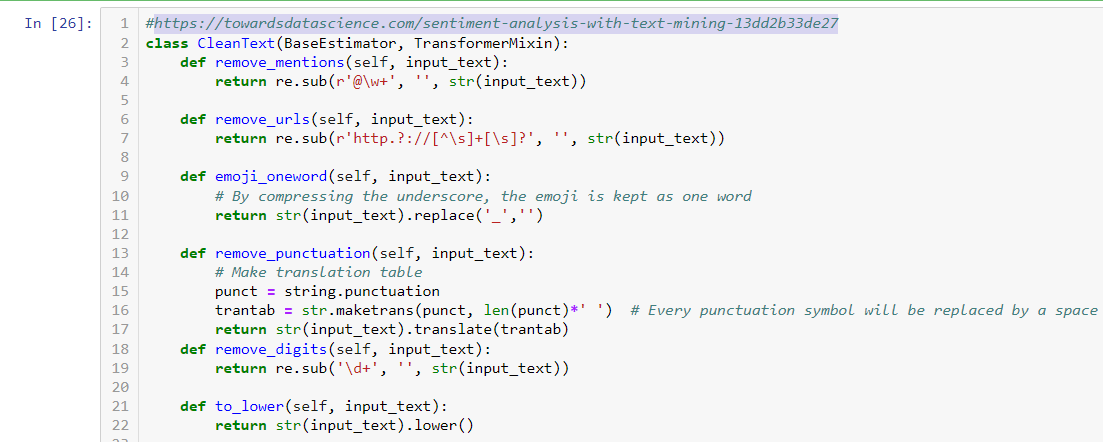 In [26]:
1 #https://towardsdatascience.com/sentiment-analysis-with-text-mining-13dd2b33de27
2 class CleanText(BaseEstimator, TransformerMixin):
3     def remove_mentions(self, input_text):
4         return re.sub(r'@\w+', '', str(input_text))
5
6     def remove_urls(self, input_text):
7         return re.sub(r'http.?://[^\s]+[\s]?', '', str(input_text))
8
9     def emoji_oneword(self, input_text):
10         # By compressing the underscore, the emoji is kept as one word
11         return str(input_text).replace('_','')
12
13     def remove_punctuation(self, input_text):
14         # Make translation table
15         punct = string.punctuation
16         trantab = str.maketrans(punct, len(punct)*' ')  # Every punctuation symbol will be replaced by a space
17         return str(input_text).translate(trantab)
18     def remove_digits(self, input_text):
19         return re.sub('\d+', '', str(input_text))
20
21     def to_lower(self, input_text):
22         return str(input_text).lower()